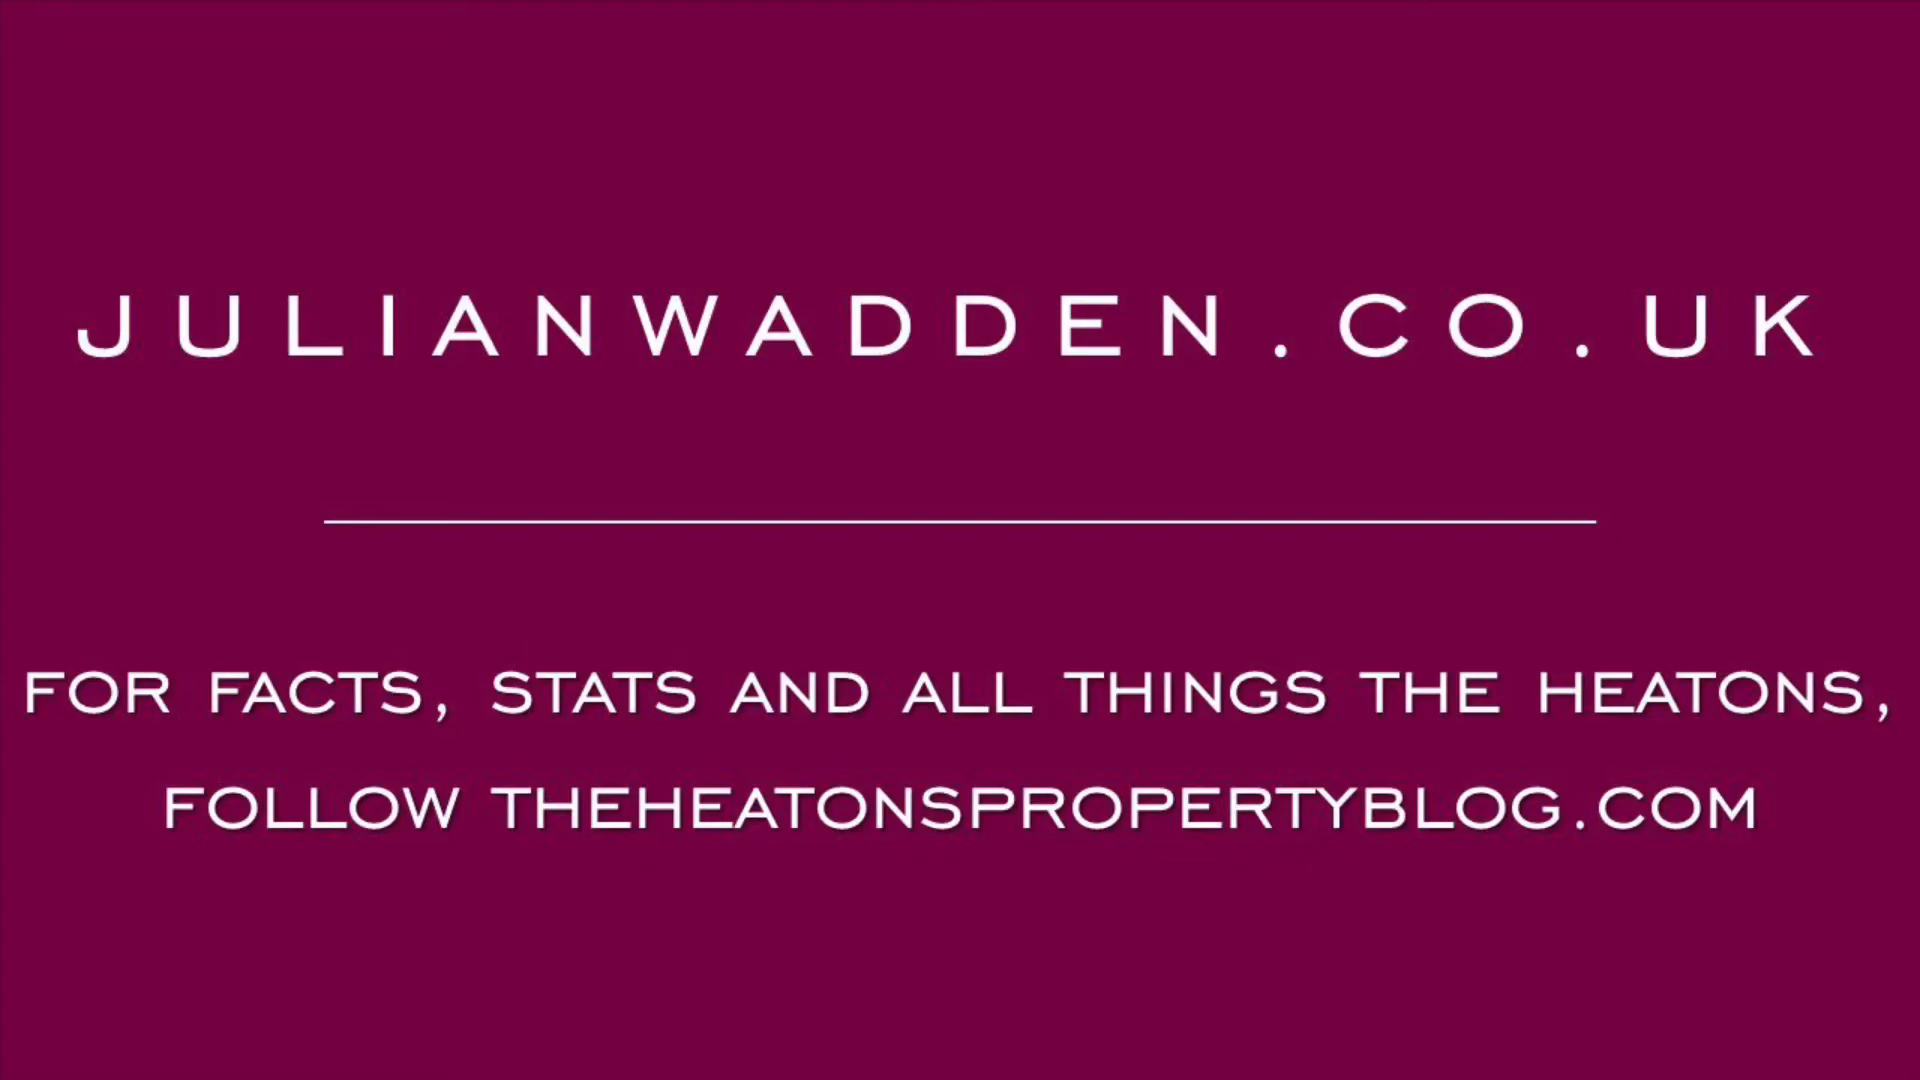 JULIANWADDEN.CO.UK
FOR FACTS, STATS AND ALL THINGS THE HEATONS,
FOLLOW THEHEATONSPROPERTYBLOG.COM